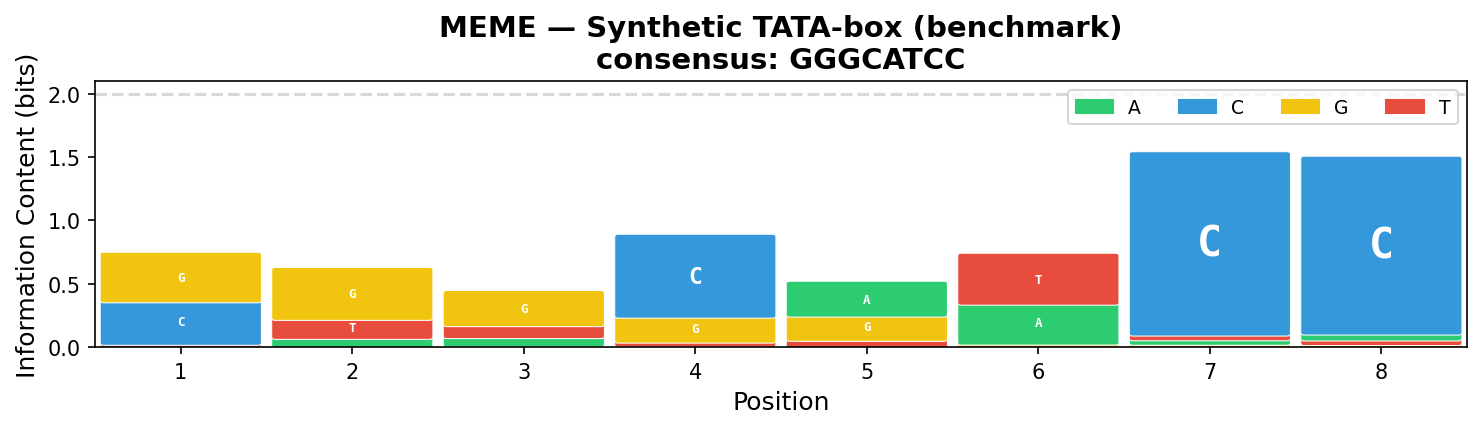 MEME — Synthetic TATA-box (benchmark)
consensus: GGGCATCC
Information Content (bits)
2.0
1.5
1.0
0.5
0.0
A C G T
G
C
G
T
G
C
G
A
G
T
A
C
C
1 2 3 4 5 6 7 8
Position